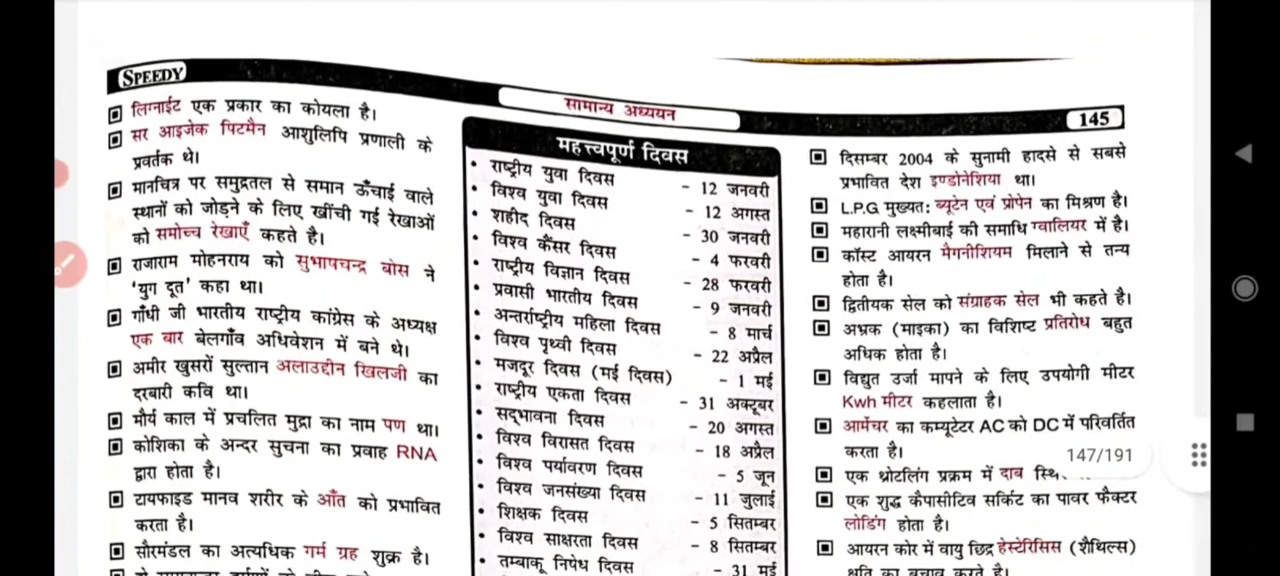 SPEEDY
सामान्य अध्ययन
145
लिग्नाईट एक प्रकार का कोयला है।
सर आइजेक पिटमैन आशुलिपि प्रणाली के
प्रवर्तक थे।
मानचित्र पर समुद्रतल से समान ऊँचाई वाले
स्थानों को जोड़ने के लिए खींची गई रेखाओं
को समोच्च रेखाएँ कहते है।
राजाराम मोहनराय को सुभाषचन्द्र बोस ने
‘युग दूत’ कहा था।
गाँधी जी भारतीय राष्ट्रीय कांग्रेस के अध्यक्ष
एक बार बेलगाँव अधिवेशन में बने थे।
अमीर खुसरों सुल्तान अलाउद्दीन खिलजी का
दरबारी कवि था।
मौर्य काल में प्रचलित मुद्रा का नाम पण था।
कोशिका के अन्दर सुचना का प्रवाह RNA
द्वारा होता है।
टायफाइड मानव शरीर के आँत को प्रभावित
करता है।
सौरमंडल का अत्यधिक गर्म ग्रह शुक्र है।
महत्त्वपूर्ण दिवस
राष्ट्रीय युवा दिवस - 12 जनवरी
विश्व युवा दिवस - 12 अगस्त
शहीद दिवस - 30 जनवरी
विश्व कैंसर दिवस - 4 फरवरी
राष्ट्रीय विज्ञान दिवस - 28 फरवरी
प्रवासी भारतीय दिवस - 9 जनवरी
अन्तर्राष्ट्रीय महिला दिवस - 8 मार्च
विश्व पृथ्वी दिवस - 22 अप्रैल
मजदूर दिवस (मई दिवस) - 1 मई
राष्ट्रीय एकता दिवस - 31 अक्टूबर
सद्भावना दिवस - 20 अगस्त
विश्व विरासत दिवस - 18 अप्रैल
विश्व पर्यावरण दिवस - 5 जून
विश्व जनसंख्या दिवस - 11 जुलाई
शिक्षक दिवस - 5 सितम्बर
विश्व साक्षरता दिवस - 8 सितम्बर
तम्बाकू निषेध दिवस - 31 मई
दिसम्बर 2004 के सुनामी हादसे से सबसे
प्रभावित देश इण्डोनेशिया था।
L.P.G मुख्यत: ब्यूटेन एवं प्रोपेन का मिश्रण है।
महारानी लक्ष्मीबाई की समाधि ग्वालियर में है।
कॉस्ट आयरन मैगनीशियम मिलाने से तन्य
होता है।
द्वितीयक सेल को संग्राहक सेल भी कहते है।
अभ्रक (माइका) का विशिष्ट प्रतिरोध बहुत
अधिक होता है।
विद्युत उर्जा मापने के लिए उपयोगी मीटर
Kwh मीटर कहलाता है।
आर्मेचर का कम्यूटेटर AC को DC में परिवर्तित
करता है।
147/191
एक थ्रोटलिंग प्रक्रम में दाब
एक शुद्ध कैपासीटिव सर्किट का पावर फैक्टर
लोडिंग होता है।
आयरन कोर में वायु छिद्र हेस्टेरिसिस (शैथिल्स)
क्षति का बचाव करते है।